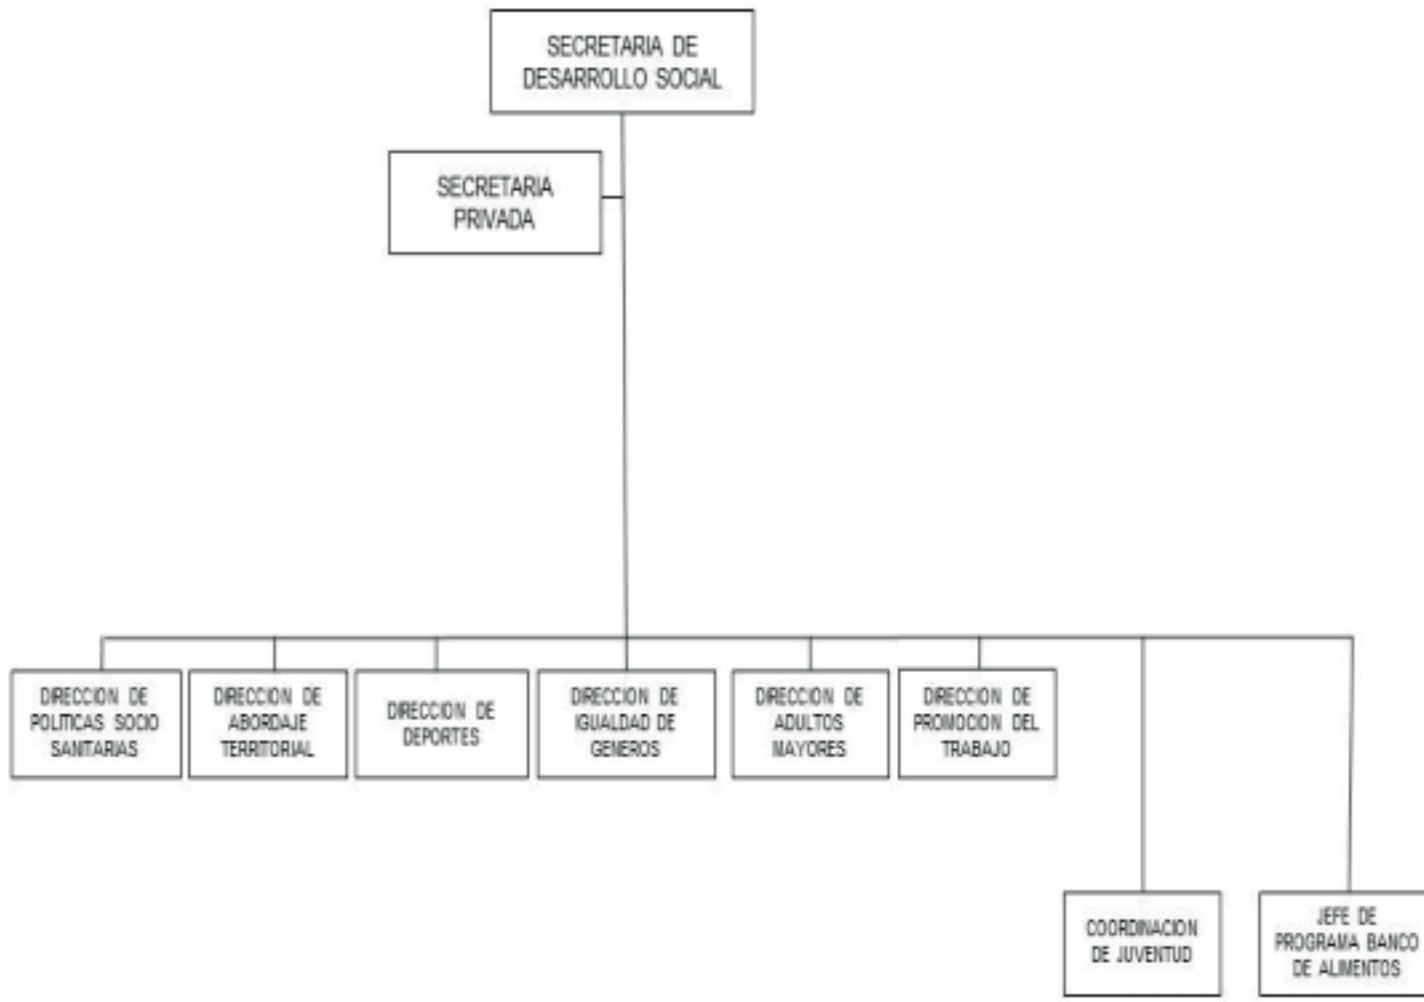 SECRETARIA DE
DESARROLLO SOCIAL
SECRETARIA
PRIVADA
DIRECCION DE
POLITICAS SOCIO
SANITARIAS
DIRECCION DE
ABORDAJE
TERRITORIAL
DIRECCION DE
DEPORTES
DIRECCION DE
IGUALDAD DE
GENEROS
DIRECCION DE
ADULTOS
MAYORES
DIRECCION DE
PROMOCION DEL
TRABAJO
COORDINACION
DE JUVENTUD
JEFE DE
PROGRAMA BANCO
DE ALIMENTOS